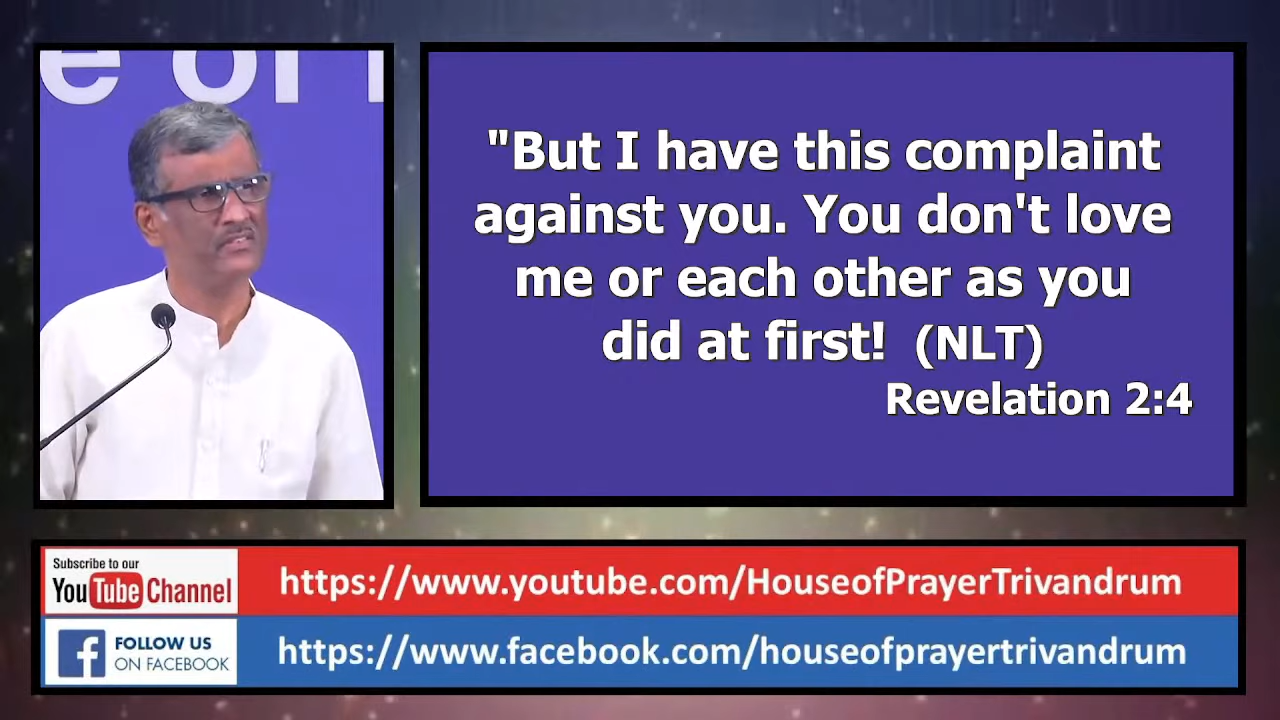 e of
"But I have this complaint
against you. You don't love
me or each other as you
did at first! (NLT)
Revelation 2:4
Subscribe to our
YouTube Channel
https://www.youtube.com/HouseofPrayerTrivandrum
FOLLOW US
ON FACEBOOK
https://www.facebook.com/houseofprayertrivandrum